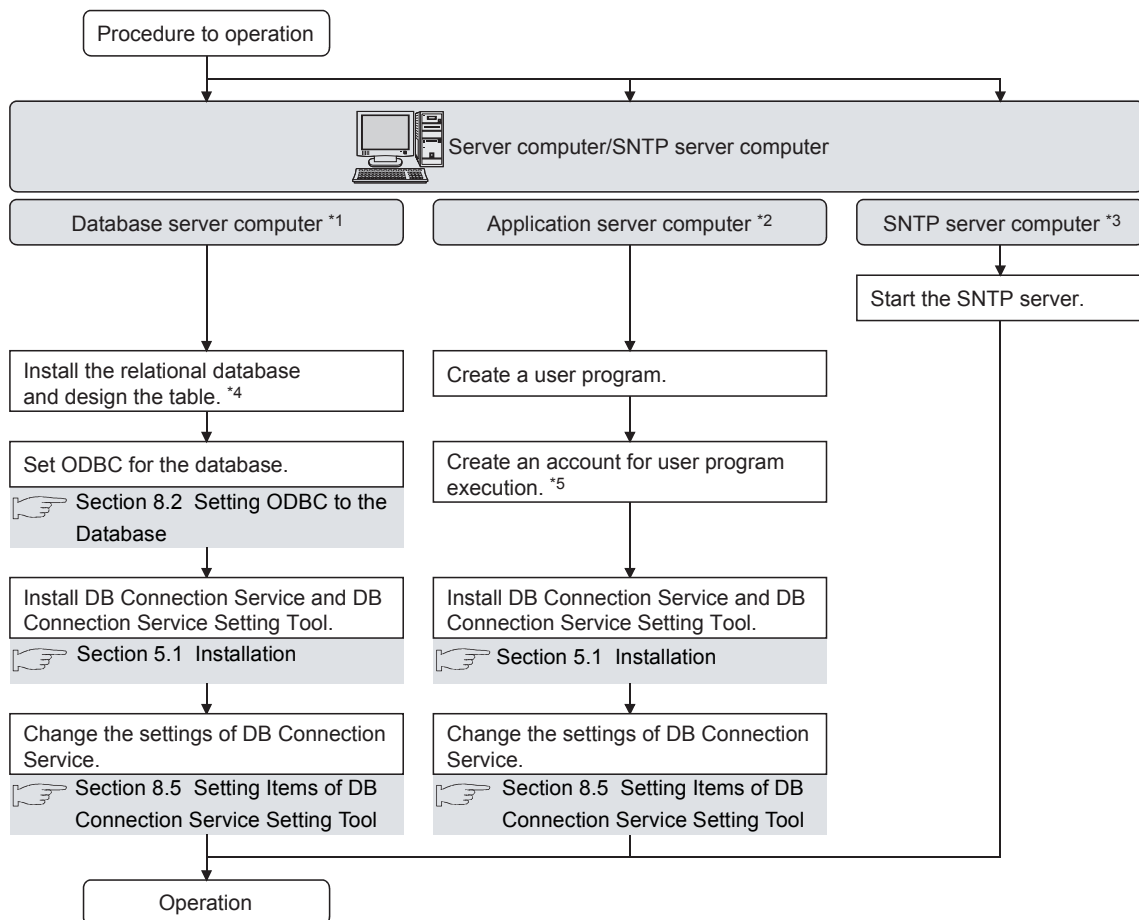 Procedure to operation
Server computer/SNTP server computer
Database server computer *1
Application server computer *2
SNTP server computer *3
Start the SNTP server.
Install the relational database
and design the table. *4
Create a user program.
Set ODBC for the database.
Section 8.2 Setting ODBC to the
Database
Create an account for user program
execution. *5
Install DB Connection Service and DB
Connection Service Setting Tool.
Section 5.1 Installation
Install DB Connection Service and DB
Connection Service Setting Tool.
Section 5.1 Installation
Change the settings of DB Connection
Service.
Section 8.5 Setting Items of DB
Connection Service Setting Tool
Change the settings of DB Connection
Service.
Section 8.5 Setting Items of DB
Connection Service Setting Tool
Operation